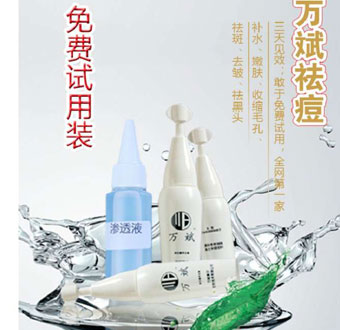 万斌祛痘
三天见效：敢于免费试用，全网第一家
补水、嫩肤、收缩毛孔、
祛斑、去皱、祛黑头
免费试用装
渗透液
万斌
万斌